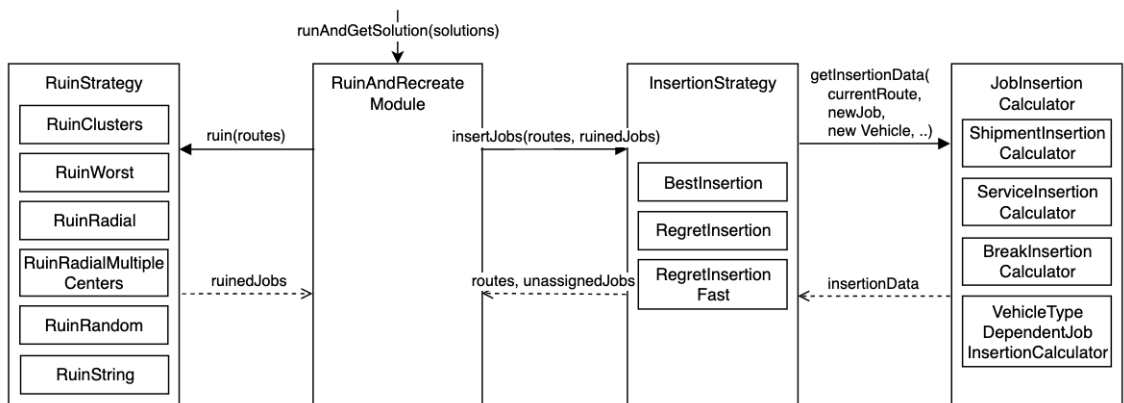 runAndGetSolution(solutions)
RuinStrategy
RuinClusters
RuinWorst
RuinRadial
RuinRadialMultiple
Centers
RuinRandom
RuinString
ruin(routes)
ruinedJobs
RuinAndRecreate
Module
insertJobs(routes, ruinedJobs)
routes, unassignedJobs
InsertionStrategy
BestInsertion
RegretInsertion
RegretInsertion
Fast
getInsertionData(
currentRoute,
newJob,
new Vehicle, ..)
insertionData
JobInsertion
Calculator
ShipmentInsertion
Calculator
ServiceInsertion
Calculator
BreakInsertion
Calculator
VehicleType
DependentJob
InsertionCalculator